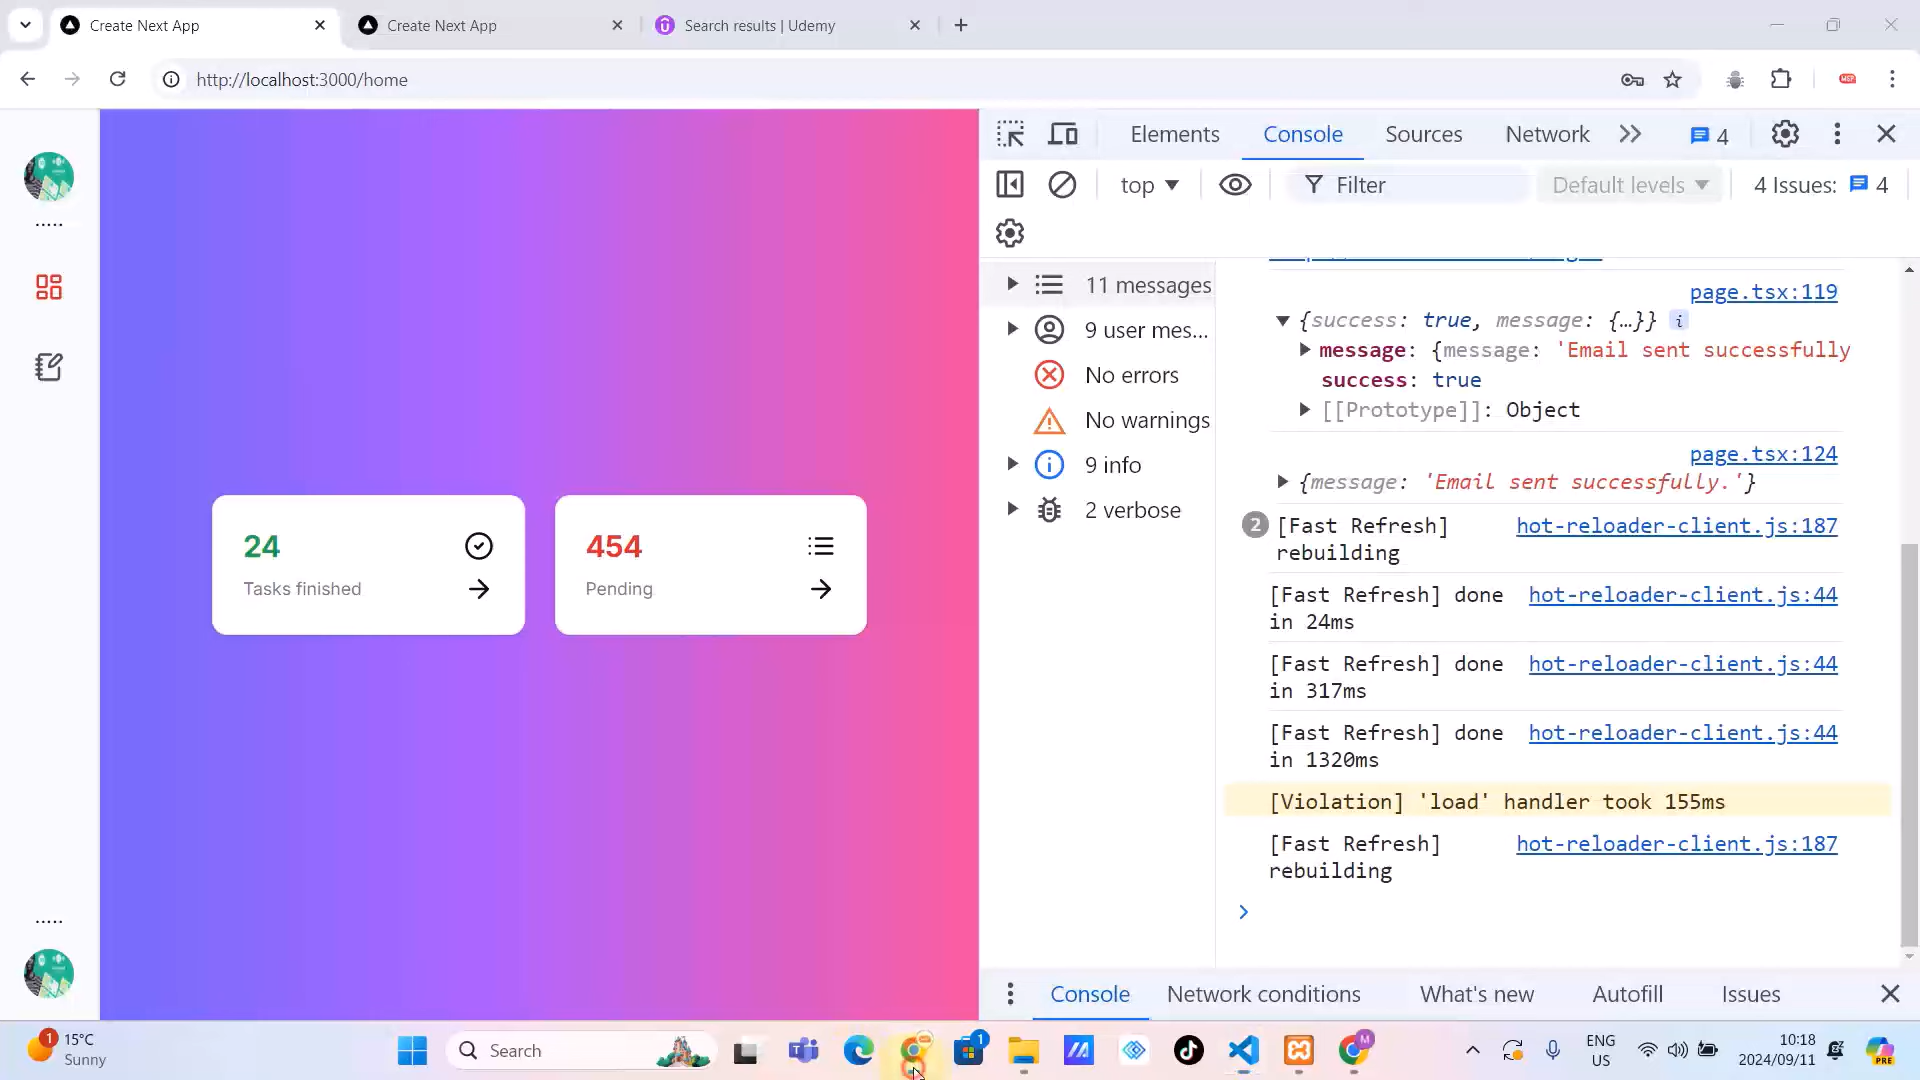 Create Next App
Create Next App
Search results | Udemy
http://localhost:3000/home
Elements
Console
Sources
Network
4
top
Filter
Default levels
4 Issues:
4
11 messages
9 user mes...
No errors
No warnings
9 info
2 verbose
page.tsx:119
{success: true, message: {…}} i
message: {message: 'Email sent successfully
success: true
[[Prototype]]: Object
page.tsx:124
{message: 'Email sent successfully.'}
2 [Fast Refresh] hot-reloader-client.js:187
rebuilding
[Fast Refresh] done hot-reloader-client.js:44
in 24ms
[Fast Refresh] done hot-reloader-client.js:44
in 317ms
[Fast Refresh] done hot-reloader-client.js:44
in 1320ms
[Violation] 'load' handler took 155ms
[Fast Refresh] hot-reloader-client.js:187
rebuilding
24
Tasks finished
454
Pending
Console
Network conditions
What's new
Autofill
Issues
1
15°C
Sunny
Search
1
M
ENG
US
10:18
2024/09/11
PRE